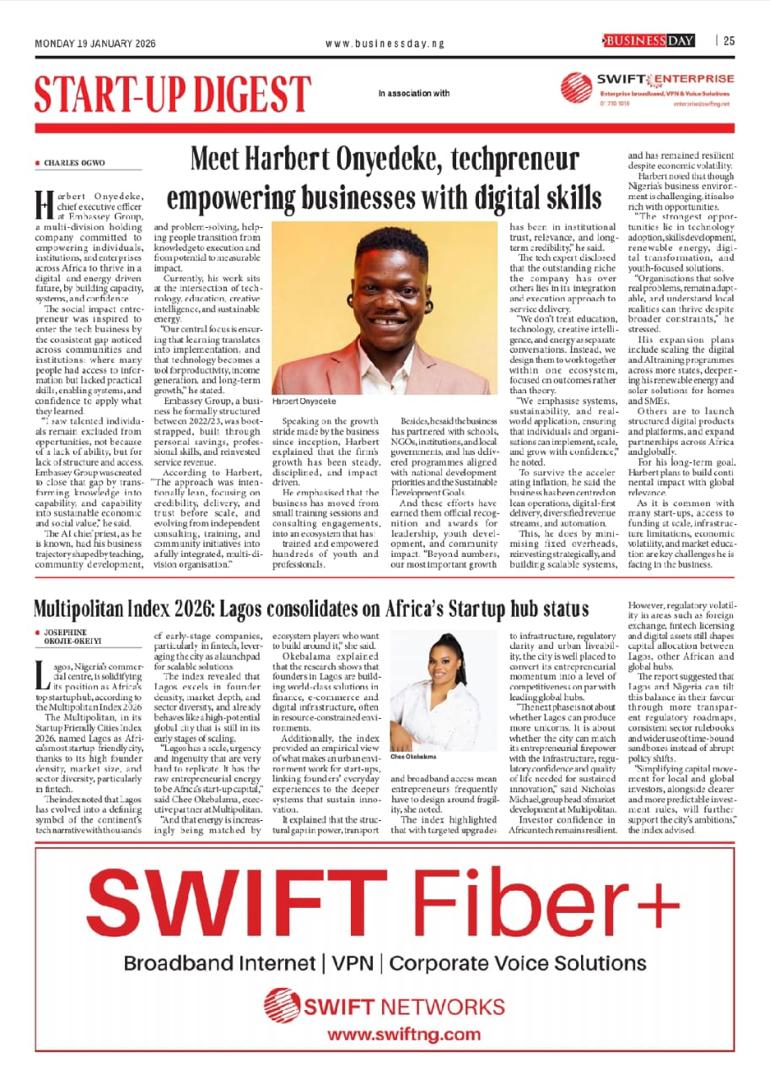 MONDAY 19 JANUARY 2026
www.businessday.ng
BUSINESS DAY
25
START-UP DIGEST
In association with
SWIFT ENTERPRISE
Enterprise broadband, VPN & Voice Solutions
enterprise@swiftng.net
CHARLES OGWO
Meet Harbert Onyedeke, techpreneur
empowering businesses with digital skills
Harbert Onyedeke,
chief executive officer
at Embassey Group,
a multi-division holding
company committed to
empowering individuals,
institutions, and enterprises
across Africa to thrive in a
digital and energy driven
future, by building capacity,
systems, and confidence.
The social impact entre-
preneur was inspired to
enter the tech business by
the consistent gap noticed
across communities and
institutions: where many
people had access to infor-
mation but lacked practical
skills, enabling systems, and
confidence to apply what
they learned.
"I saw talented individu-
als remain excluded from
opportunities, not because
of a lack of ability, but for
lack of structure and access.
Embassey Group was created
to close that gap by trans-
forming knowledge into
capability, and capability
into sustainable economic
and social value," he said.
The AI chief priest, as he
is known, had his business
trajectory shaped by teaching,
community development,
and problem-solving, help-
ing people transition from
knowledge to execution and
from potential to measurable
impact.
Currently, his work sits
at the intersection of tech-
nology, education, creative
intelligence, and sustainable
energy.
"Our central focus is ensur-
ing that learning translates
into implementation, and
that technology becomes a
tool for productivity, income
generation, and long-term
growth," he stated.
Embassey Group, a busi-
ness he formally structured
between 2022/23, was boot-
strapped, built through
personal savings, profes-
sional skills, and reinvested
service revenue.
According to Harbert,
"The approach was inten-
tionally lean, focusing on
credibility, delivery, and
trust before scale, and
evolving from independent
consulting, training, and
community initiatives into
a fully integrated, multi-di-
vision organisation."
Harbert Onyedeke
Speaking on the growth
stride made by the business
since inception, Harbert
explained that the firm's
growth has been steady,
disciplined, and impact
driven.
He emphasised that the
business has moved from
small training sessions and
consulting engagements,
into an ecosystem that has:
trained and empowered
hundreds of youth and
professionals.
Besides, he said the business
has partnered with schools,
NGOs, institutions, and local
governments, and has deliv-
ered programmes aligned
with national development
priorities and the Sustainable
Development Goals.
And these efforts have
earned them official recog-
nition and awards for
leadership, youth devel-
opment, and community
impact. "Beyond numbers,
our most important growth
has been in institutional
trust, relevance, and long-
term credibility," he said.
The tech expert disclosed
that the outstanding niche
the company has over
others lies in its integration
and execution approach to
service delivery.
"We don't treat education,
technology, creative intelli-
gence, and energy as separate
conversations. Instead, we
design them to work together
within one ecosystem,
focused on outcomes rather
than theory.
"We emphasise systems,
sustainability, and real-
world application, ensuring
that individuals and organi-
sations can implement, scale,
and grow with confidence,"
he noted.
To survive the acceler
ating inflation, he said the
business has been centred on
lean operations, digital-first
delivery, diversified revenue
streams, and automation.
This, he does by mini-
mising fixed overheads,
reinvesting strategically, and
building scalable systems,
and has remained resilient
despite economic volatility.
Harbert noted that though
Nigeria's business environ-
ment is challenging, it is also
rich with opportunities.
"The strongest oppor-
tunities lie in technology
adoption, skills development,
renewable energy, digi-
tal transformation, and
youth-focused solutions.
"Organisations that solve
real problems, remain adapt-
able, and understand local
realities can thrive despite
broader constraints," he
stressed.
His expansion plans
include scaling the digital
and AI training programmes
across more states, deepen-
ing his renewable energy and
solar solutions for homes
and SMEs.
Others are to launch
structured digital products
and platforms, and expand
partnerships across Africa
and globally.
For his long-term goal,
Harbert plans to build conti
nental impact with global
relevance.
As it is common with
many start-ups, access to
funding at scale, infrastruc-
ture limitations, economic
volatility, and market educa-
tion are key challenges he is
facing in the business.
Multipolitan Index 2026: Lagos consolidates on Africa's Startup hub status
JOSEPHINE
OKOJIE-OKEIYI
Lagos, Nigeria's commer-
cial centre, is solidifying
its position as Africa's
top startup hub, according to
the Multipolitan Index 2026
The Multipolitan, in its
Startup Friendly Cities Index
2026, named Lagos as Afri-
ca's most startup-friendly city,
thanks to its high founder
density, market size, and
sector diversity, particularly
in fintech.
The index noted that Lagos
has evolved into a defining
symbol of the continent's
tech narrative with thousands
of early-stage companies,
particularly in fintech, lever-
aging the city as a launchpad
for scalable solutions.
The index revealed that
Lagos excels in founder
density, market depth, and
sector diversity, and already
behaves like a high-potential
global city that is still in its
early stages of scaling.
"Lagos has a scale, urgency
and ingenuity that are very
hard to replicate. It has the
raw entrepreneurial energy
to be Africa's start-up capital,"
said Chee Okebalama, exec-
utive partner at Multipolitan.
"And that energy is increas-
ingly being matched by
ecosystem players who want
to build around it," she said.
Okebalama explained
that the research shows that
founders in Lagos are build-
ing world-class solutions in
finance, e-commerce and
digital infrastructure, often
in resource-constrained envi-
ronments.
Additionally, the index
provided an empirical view
of what makes an urban envi-
ronment work for start-ups,
linking founders' everyday
experiences to the deeper
systems that sustain inno-
vation.
It explained that the struc-
tural gaps in power, transport
Chee Okebalama
and broadband access mean
entrepreneurs frequently
have to design around fragil-
ity, she noted.
The index highlighted
that with targeted upgrades
to infrastructure, regulatory
clarity and urban liveabil-
ity, the city is well placed to
convert its entrepreneurial
momentum into a level of
competitiveness on par with
leading global hubs.
"The next phase is not about
whether Lagos can produce
more unicorns. It is about
whether the city can match
its entrepreneurial firepower
with the infrastructure, regu-
latory confidence and quality
of life needed for sustained
innovation," said Nicholas
Michael, group head of market
development at Multipolitan.
Investor confidence in
African tech remains resilient.
However, regulatory volatil-
ity in areas such as foreign
exchange, fintech licensing
and digital assets still shapes
capital allocation between
Lagos, other African and
global hubs.
The report suggested that
Lagos and Nigeria can tilt
this balance in their favour
through more transpar-
ent regulatory roadmaps,
consistent sector rulebooks
and wider use of time-bound
sandboxes instead of abrupt
policy shifts.
"Simplifying capital move-
ment for local and global
investors, alongside clearer
and more predictable invest-
ment rules, will further
support the city's ambitions,"
the index advised.
SWIFT Fiber+
Broadband Internet | VPN | Corporate Voice Solutions
SWIFT NETWORKS
www.swiftng.com